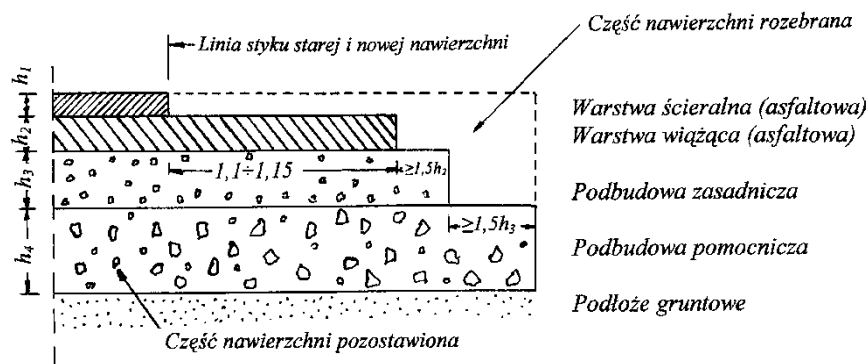 Linia styku starej i nowej nawierzchni
Część nawierzchni rozebrana
h₁
h₂
h₃
h₄
Warstwa ścieralna (asfaltowa)
Warstwa wiążąca (asfaltowa)
1,1÷1,15
≥1,5h₂
Podbudowa zasadnicza
≥1,5h₃
Podbudowa pomocnicza
Podłoże gruntowe
Część nawierzchni pozostawiona